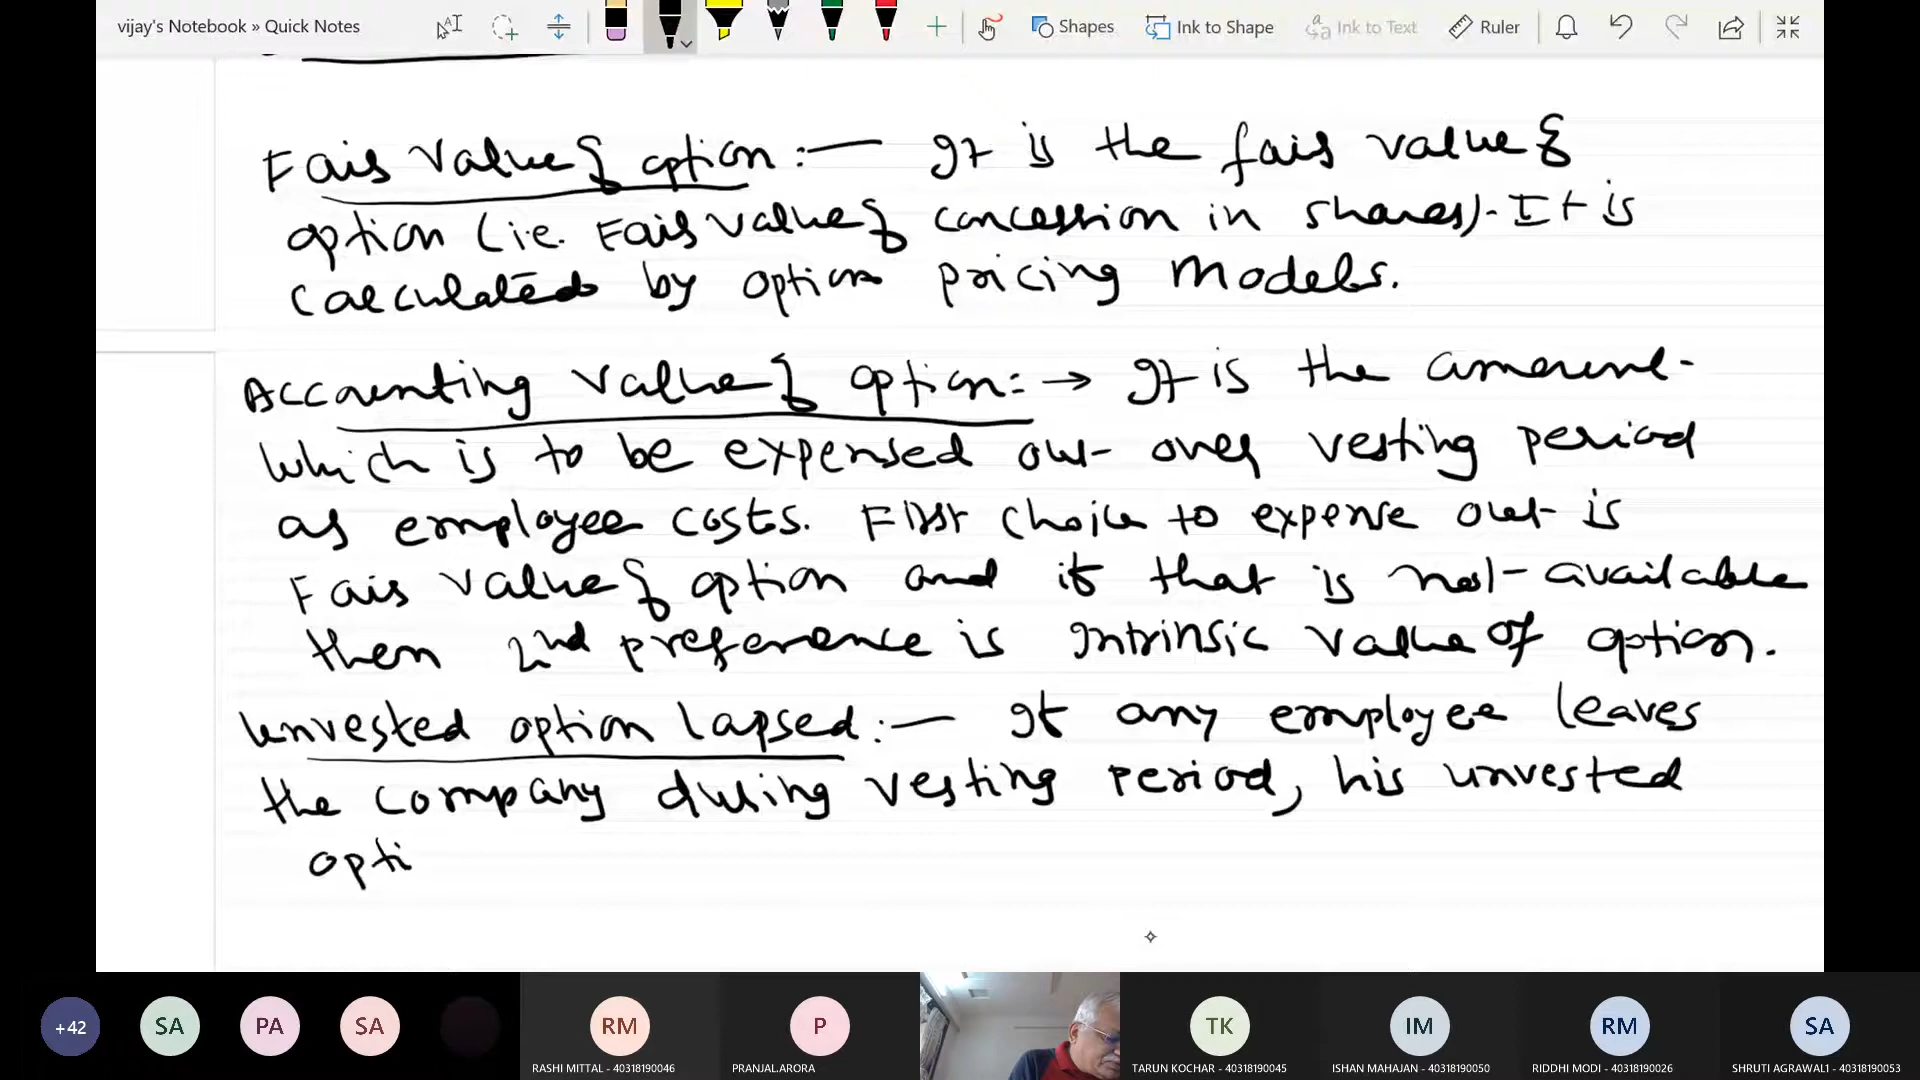 vijay's Notebook » Quick Notes
Shapes Ink to Shape Ink to Text Ruler
Fair Value of option :— It is the fair value of
option (i.e. Fair value of concession in shares). It is
calculated by option pricing models.
Accounting value of option :→ It is the amount
which is to be expensed out over vesting period
as employee costs. First choice to expense out is
Fair value of option and if that is not available
then 2nd preference is Intrinsic value of option.
Unvested option lapsed :— If any employee leaves
the company during vesting period, his unvested
opti
+42 SA PA SA RM P TK IM RM SA
RASHI MITTAL - 40318190046 PRANJAL.ARORA TARUN KOCHAR - 40318190045 ISHAN MAHAJAN - 40318190050 RIDDHI MODI - 40318190026 SHRUTI AGRAWAL1 - 40318190053